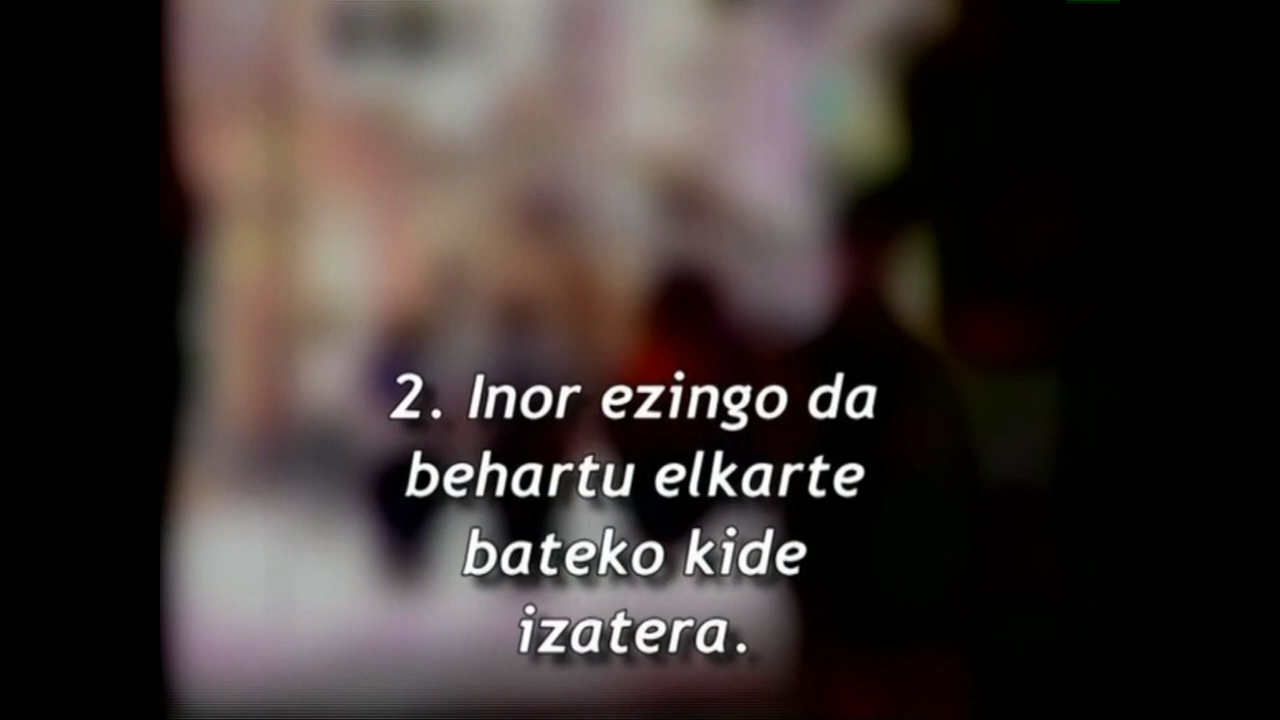 2. Inor ezingo da
behartu elkarte
bateko kide
izatera.